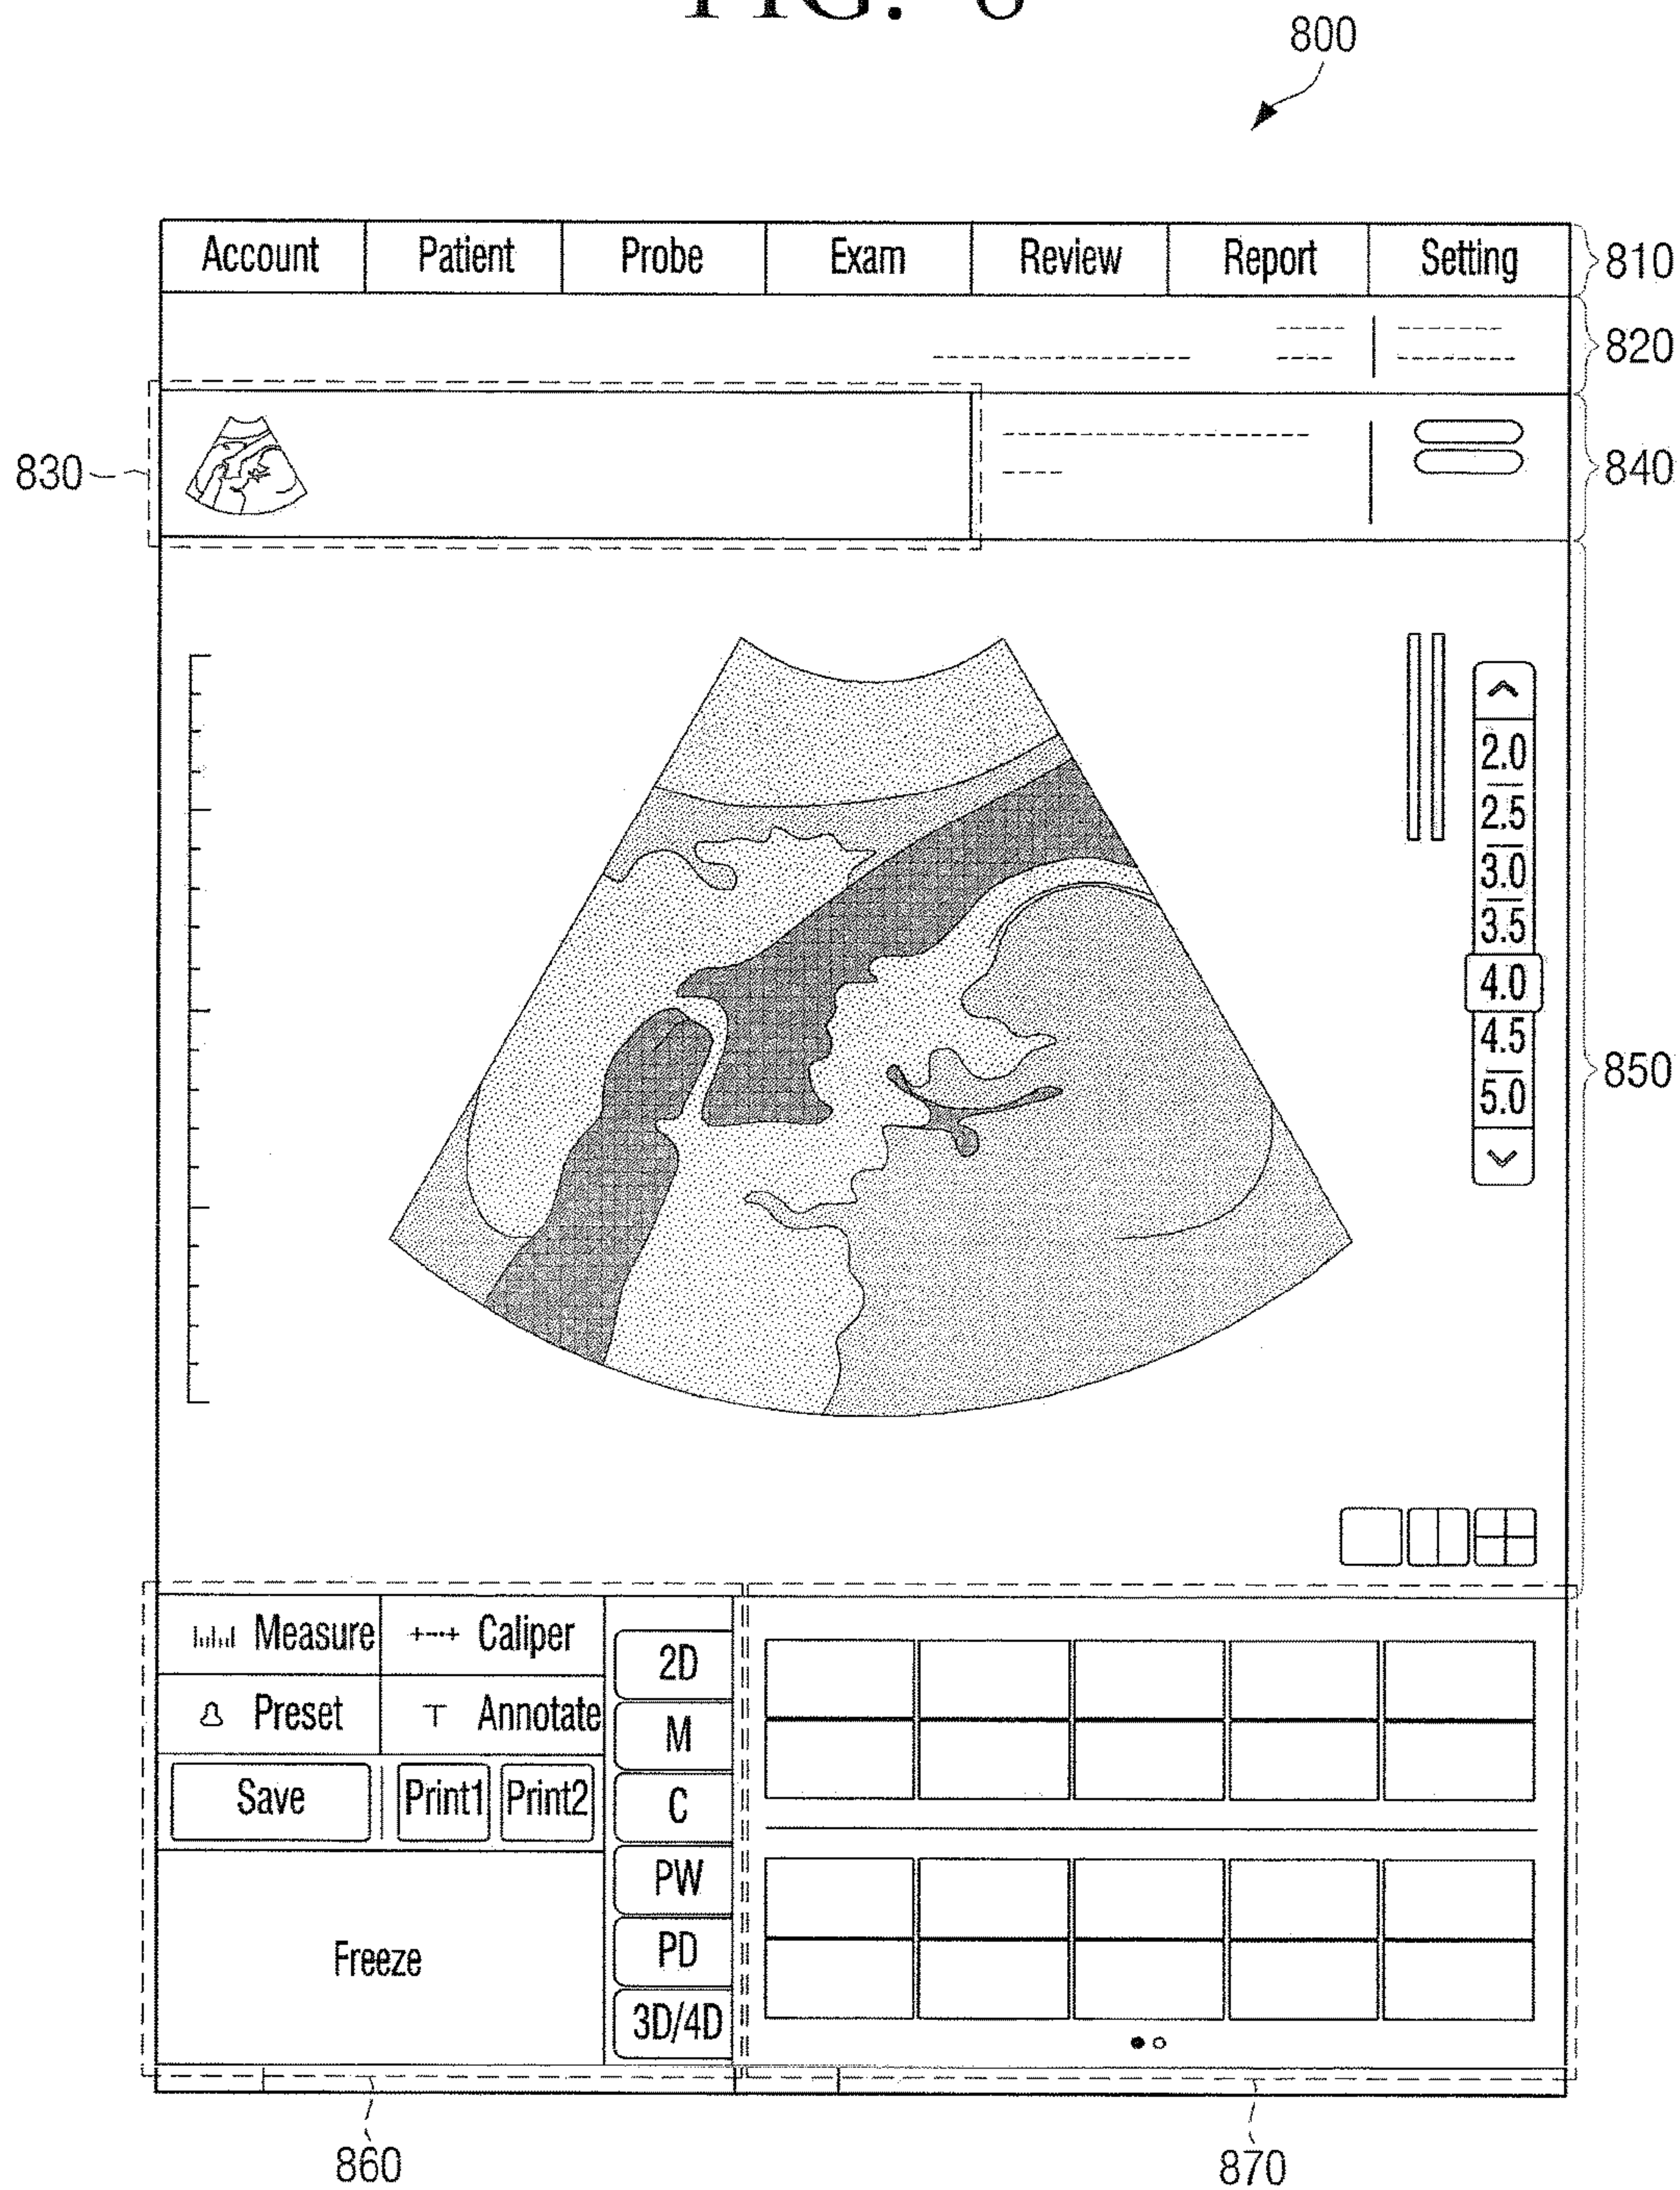 FIG. 8
800
Account Patient Probe Exam Review Report Setting
810
820
830
840
2.0
2.5
3.0
3.5
4.0
4.5
5.0
850
Measure Caliper
Preset T Annotate
Save Print1 Print2
Freeze
2D
M
C
PW
PD
3D/4D
860
870